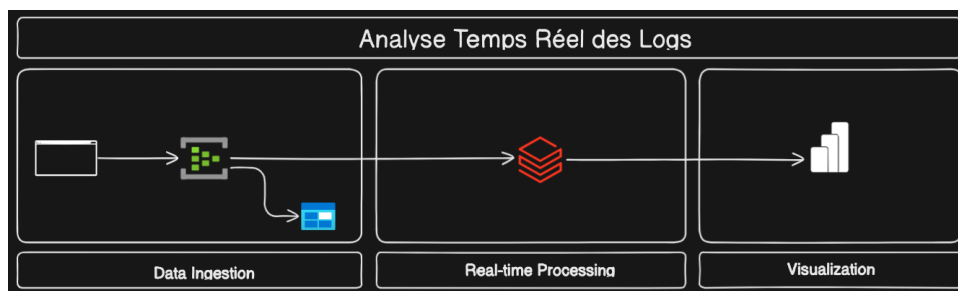 Analyse Temps Réel des Logs
Data Ingestion
Real-time Processing
Visualization